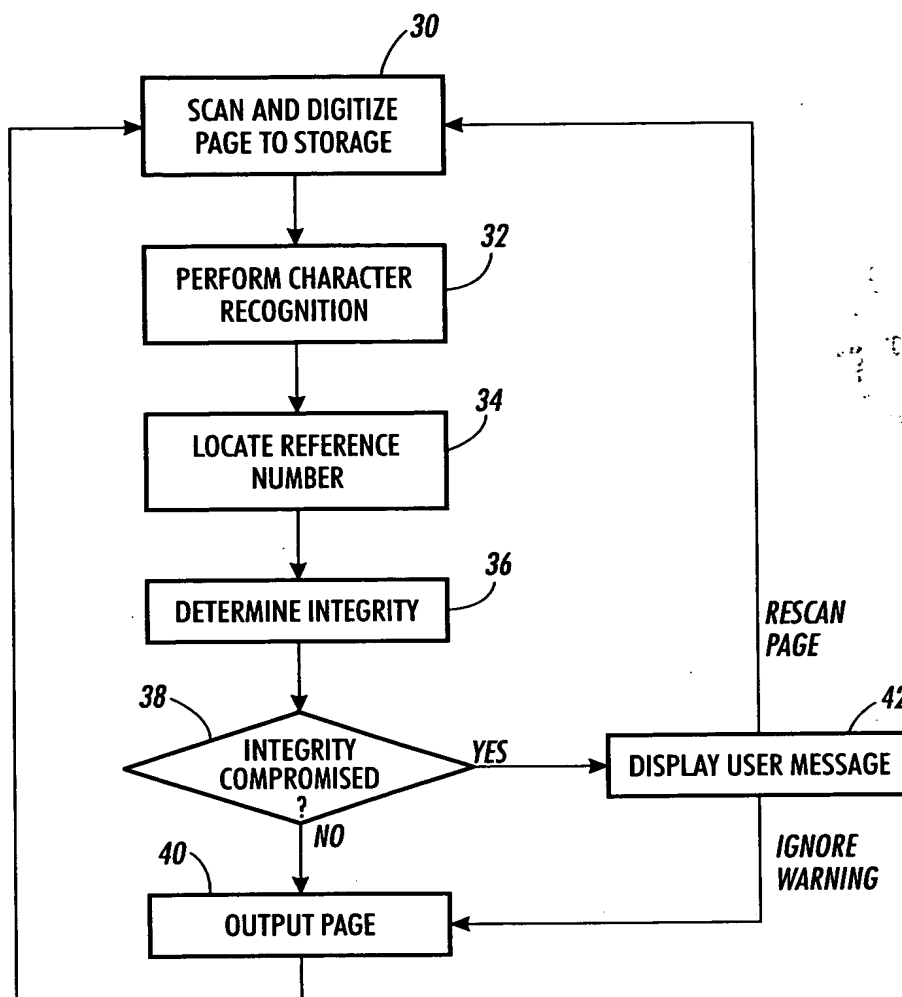 30
SCAN AND DIGITIZE
PAGE TO STORAGE
32
PERFORM CHARACTER
RECOGNITION
34
LOCATE REFERENCE
NUMBER
36
DETERMINE INTEGRITY
RESCAN
PAGE
38
42
INTEGRITY
COMPROMISED
?
YES
DISPLAY USER MESSAGE
NO
IGNORE
WARNING
40
OUTPUT PAGE